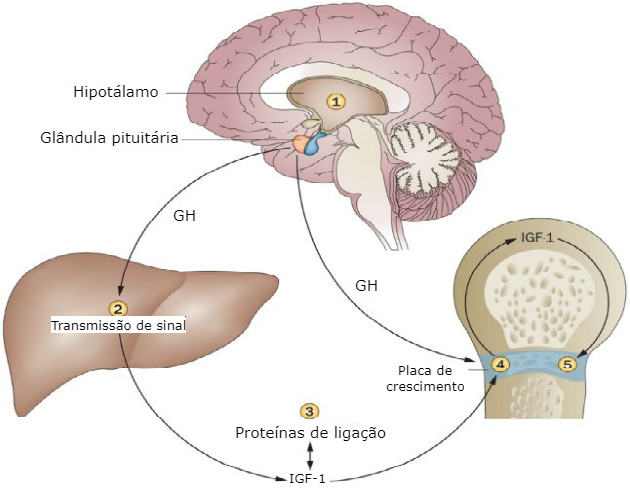 1
Hipotálamo
Glândula pituitária
GH
IGF-1
GH
2
Transmissão de sinal
4
5
Placa de
crescimento
3
Proteínas de ligação
IGF-1